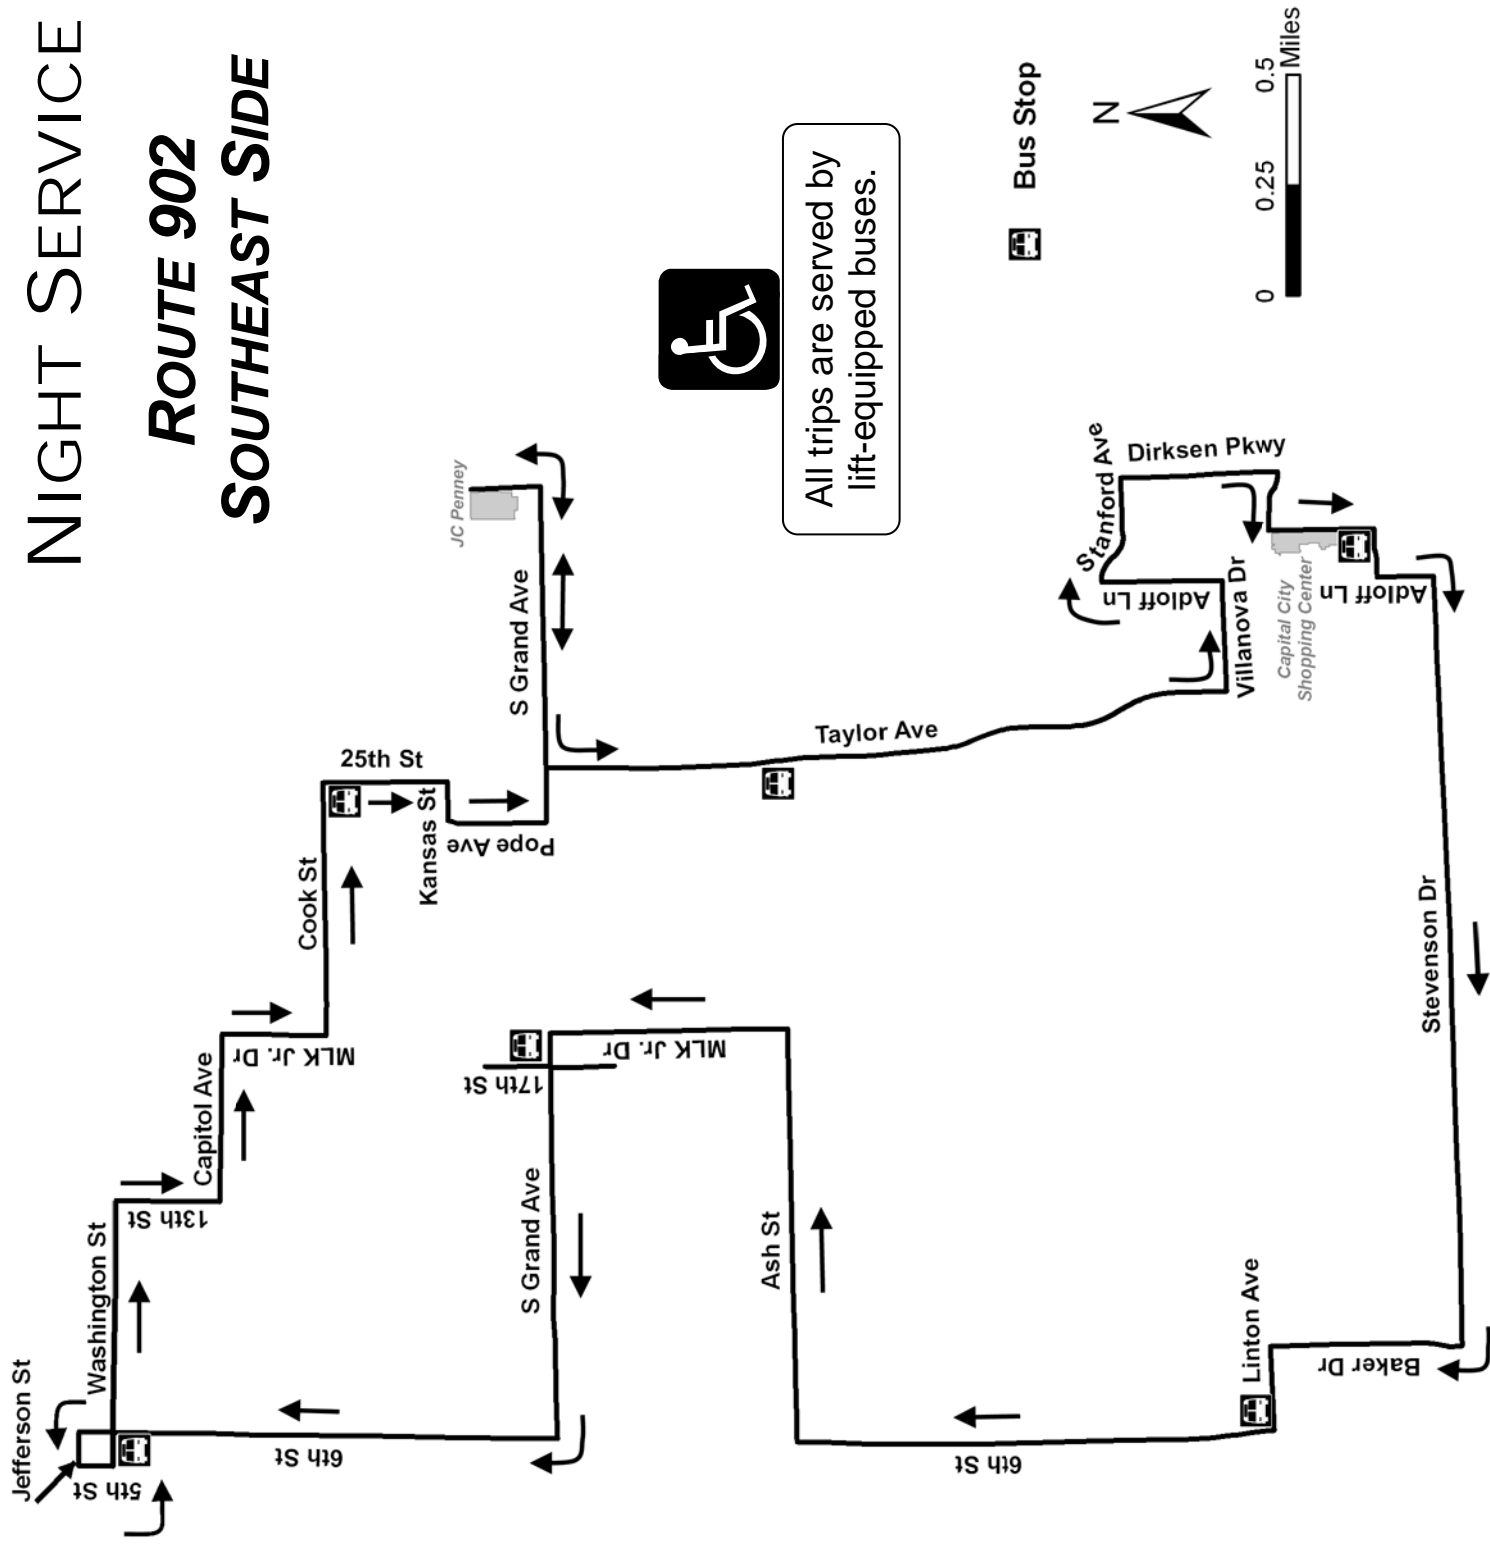 NIGHT SERVICE
ROUTE 902
SOUTHEAST SIDE
JC Penney
S Grand Ave
25th St
Kansas St
Pope Ave
Cook St
MLK Jr. Dr
Capitol Ave
13th St
Washington St
Jefferson St
5th St
6th St
S Grand Ave
17th St
MLK Jr. Dr
Ash St
6th St
Linton Ave
Baker Dr
Stevenson Dr
Taylor Ave
Villanova Dr
Adloff Ln
Stanford Ave
Dirksen Pkwy
Capital City
Shopping Center
Adloff Ln
All trips are served by
lift-equipped buses.
Bus Stop
N
0 0.25 0.5
Miles